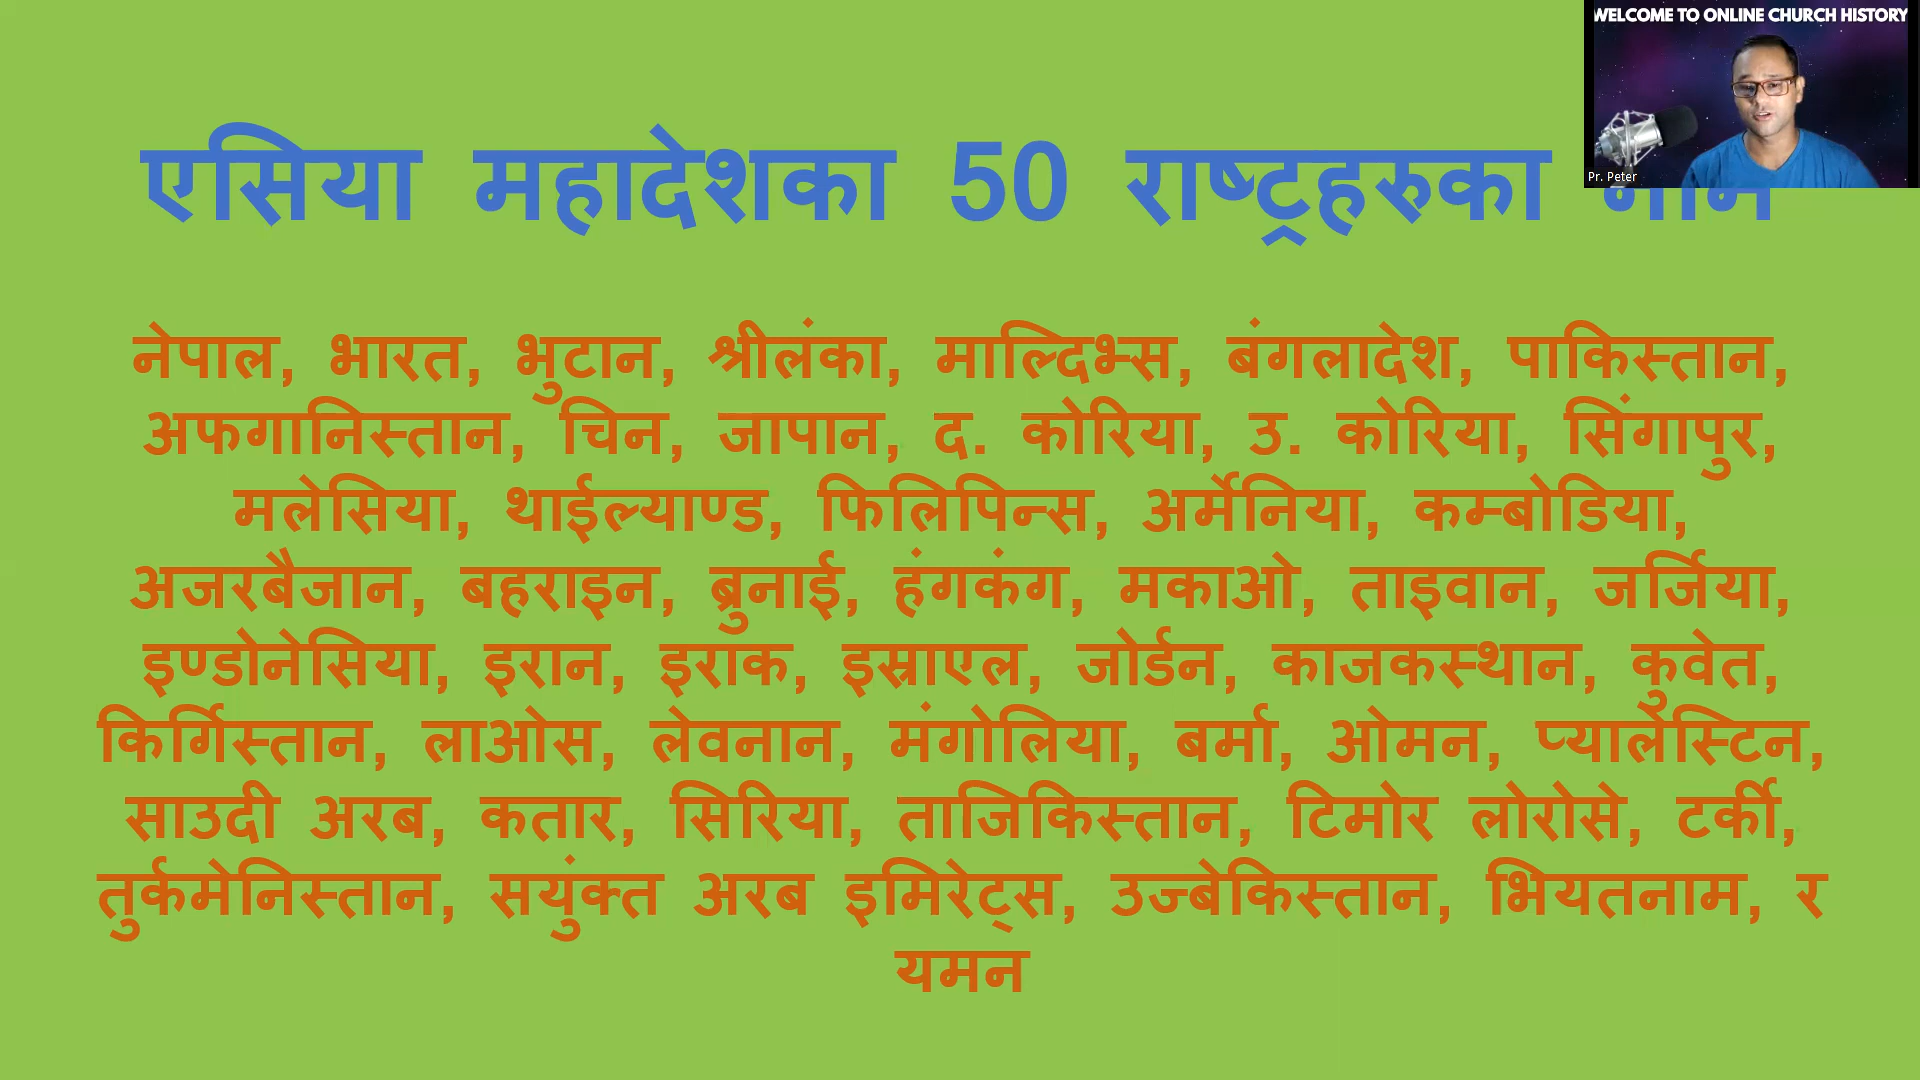 WELCOME TO ONLINE CHURCH HISTORY
Pr. Peter
एसिया महादेशका 50 राष्ट्रहरुका
नेपाल, भारत, भुटान, श्रीलंका, माल्दिभ्स, बंगलादेश, पाकिस्तान,
अफगानिस्तान, चिन, जापान, द. कोरिया, उ. कोरिया, सिंगापुर,
मलेसिया, थाईल्याण्ड, फिलिपिन्स, अर्मेनिया, कम्बोडिया,
अजरबैजान, बहराइन, ब्रुनाई, हंगकंग, मकाओ, ताइवान, जर्जिया,
इण्डोनेसिया, इरान, इराक, इस्राएल, जोर्डन, काजकस्थान, कुवेत,
किर्गिस्तान, लाओस, लेवनान, मंगोलिया, बर्मा, ओमन, प्यालेस्टिन,
साउदी अरब, कतार, सिरिया, ताजिकिस्तान, टिमोर लोरोसे, टर्की,
तुर्कमेनिस्तान, सयुंक्त अरब इमिरेट्स, उज्बेकिस्तान, भियतनाम, र
यमन